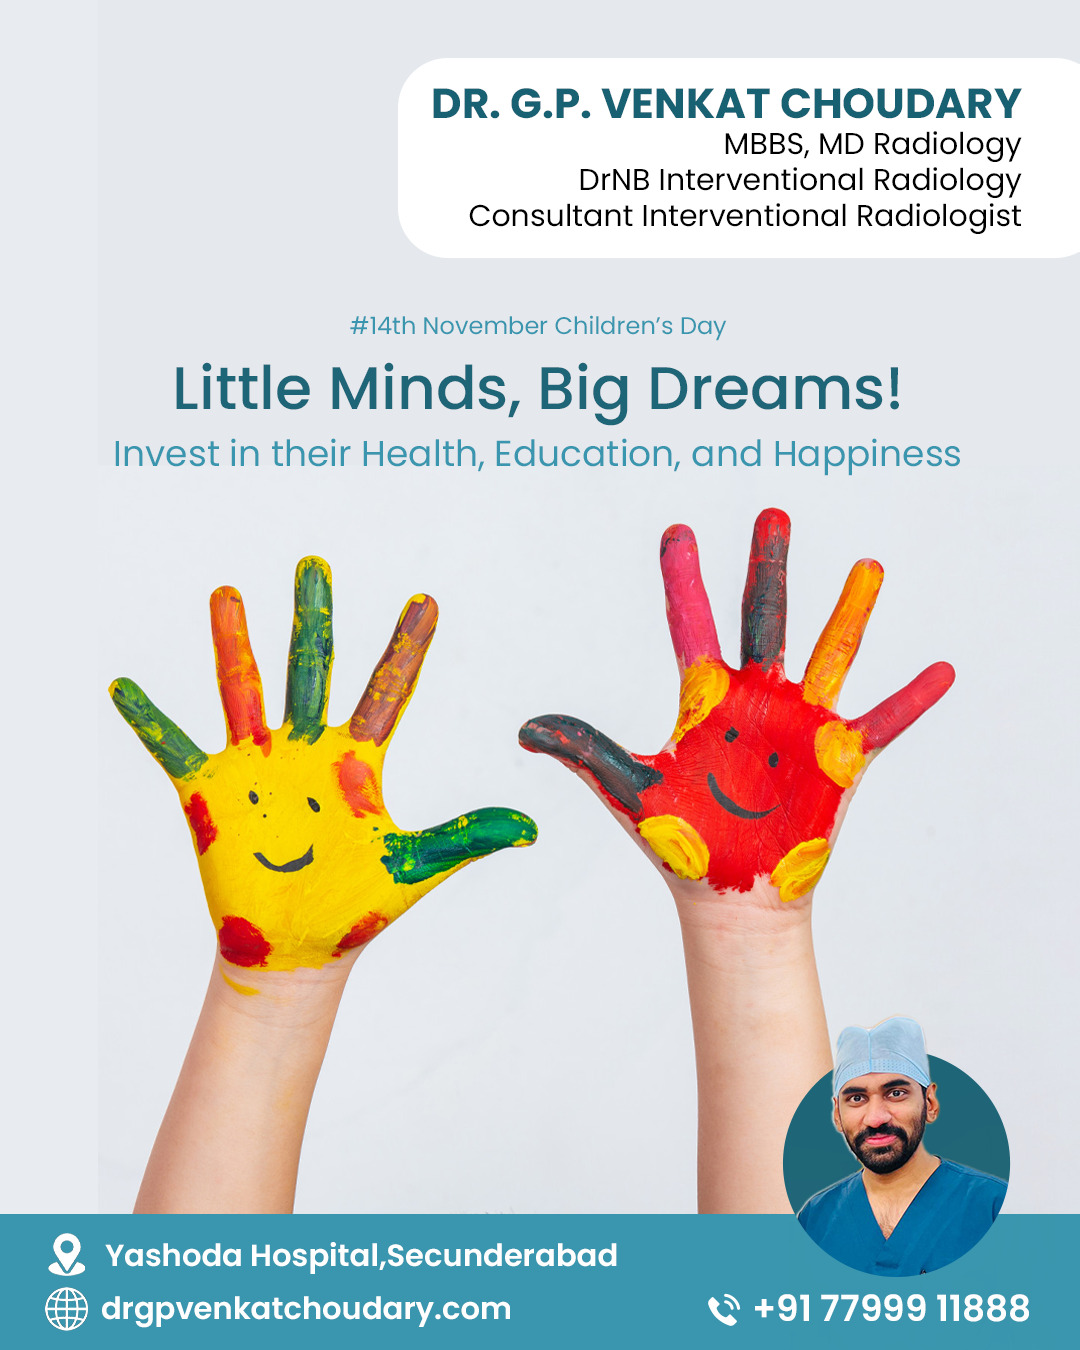 DR. G.P. VENKAT CHOUDARY
MBBS, MD Radiology
DrNB Interventional Radiology
Consultant Interventional Radiologist
#14th November Children’s Day
Little Minds, Big Dreams!
Invest in their Health, Education, and Happiness
Yashoda Hospital,Secunderabad
drgpvenkatchoudary.com
+91 77999 11888